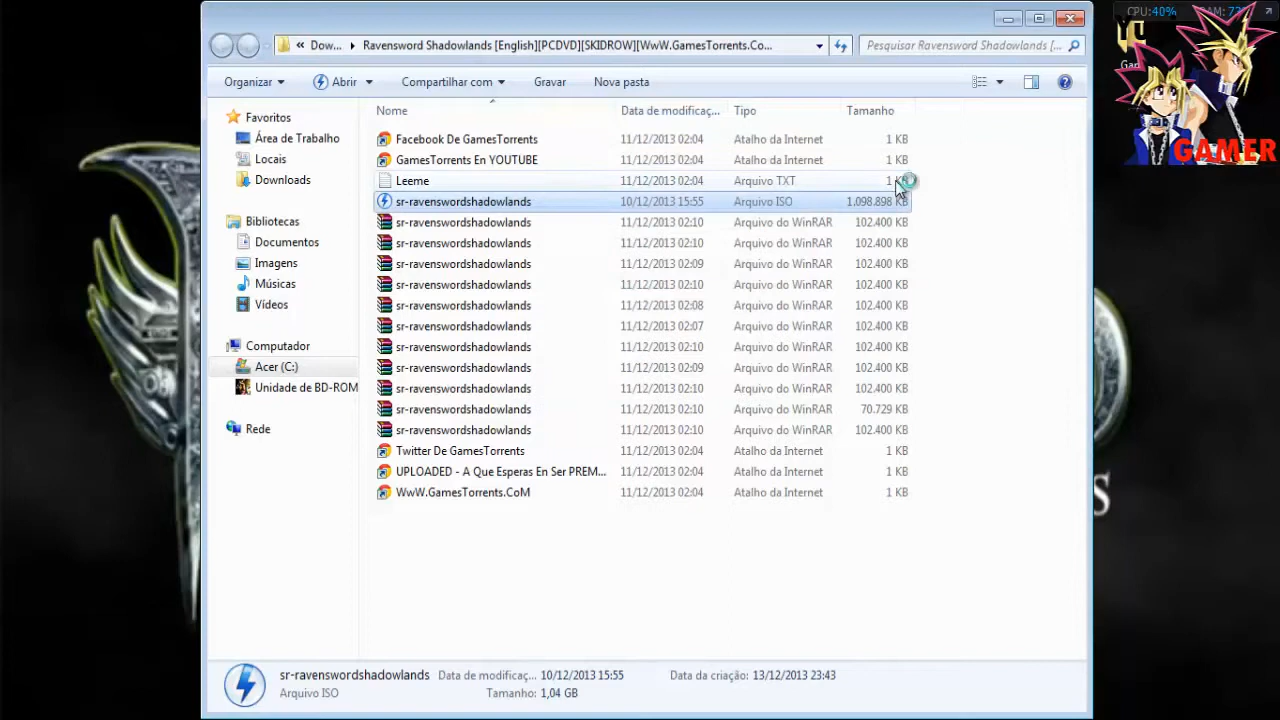 CPU:40%
Dow... Ravensword Shadowlands [English][PCDVD][SKIDROW][WwW.GamesTorrents.Co...
Pesquisar Ravensword Shadowlands [...
Organizar Abrir Compartilhar com Gravar Nova pasta
Nome Data de modificaç... Tipo Tamanho
Favoritos
Área de Trabalho
Locais
Downloads
Bibliotecas
Documentos
Imagens
Músicas
Vídeos
Computador
Acer (C:)
Unidade de BD-ROM
Rede
Facebook De GamesTorrents 11/12/2013 02:04 Atalho da Internet 1 KB
GamesTorrents En YOUTUBE 11/12/2013 02:04 Atalho da Internet 1 KB
Leeme 11/12/2013 02:04 Arquivo TXT 1 KB
sr-ravenswordshadowlands 10/12/2013 15:55 Arquivo ISO 1.098.898 KB
sr-ravenswordshadowlands 11/12/2013 02:10 Arquivo do WinRAR 102.400 KB
sr-ravenswordshadowlands 11/12/2013 02:10 Arquivo do WinRAR 102.400 KB
sr-ravenswordshadowlands 11/12/2013 02:09 Arquivo do WinRAR 102.400 KB
sr-ravenswordshadowlands 11/12/2013 02:10 Arquivo do WinRAR 102.400 KB
sr-ravenswordshadowlands 11/12/2013 02:08 Arquivo do WinRAR 102.400 KB
sr-ravenswordshadowlands 11/12/2013 02:07 Arquivo do WinRAR 102.400 KB
sr-ravenswordshadowlands 11/12/2013 02:10 Arquivo do WinRAR 102.400 KB
sr-ravenswordshadowlands 11/12/2013 02:09 Arquivo do WinRAR 102.400 KB
sr-ravenswordshadowlands 11/12/2013 02:10 Arquivo do WinRAR 102.400 KB
sr-ravenswordshadowlands 11/12/2013 02:10 Arquivo do WinRAR 70.729 KB
sr-ravenswordshadowlands 11/12/2013 02:10 Arquivo do WinRAR 102.400 KB
Twitter De GamesTorrents 11/12/2013 02:04 Atalho da Internet 1 KB
UPLOADED - A Que Esperas En Ser PREM... 11/12/2013 02:04 Atalho da Internet 1 KB
WwW.GamesTorrents.CoM 11/12/2013 02:04 Atalho da Internet 1 KB
sr-ravenswordshadowlands Data de modificaç... 10/12/2013 15:55 Data da criação: 13/12/2013 23:43
Arquivo ISO Tamanho: 1,04 GB
GAMER
S